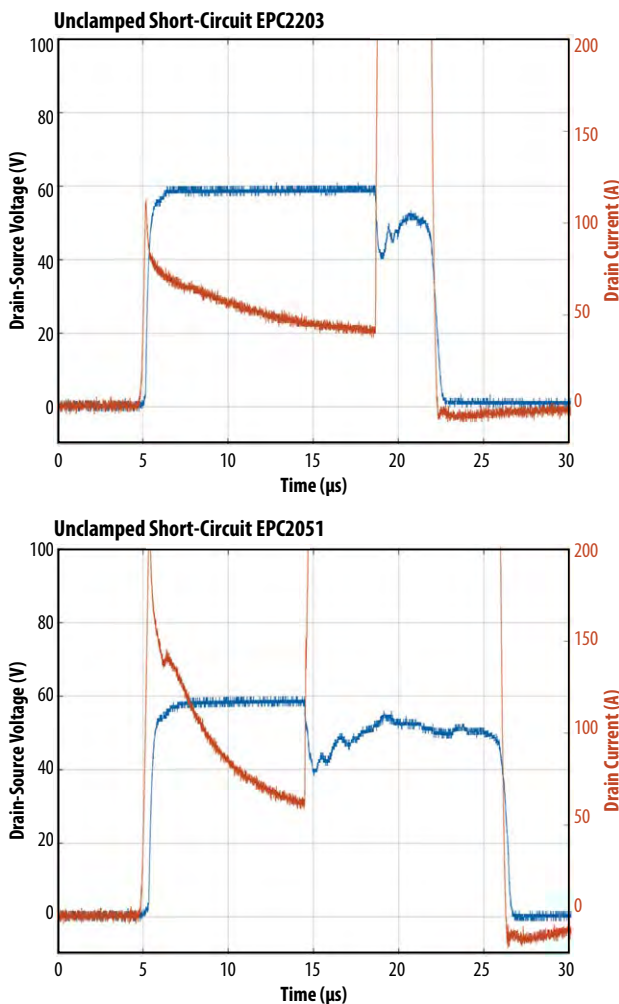 Unclamped Short-Circuit EPC2203
100
80
60
40
20
0
Drain-Source Voltage (V)
200
150
100
50
0
Drain Current (A)
0 5 10 15 20 25 30
Time (µs)
Unclamped Short-Circuit EPC2051
100
80
60
40
20
0
Drain-Source Voltage (V)
200
150
100
50
0
Drain Current (A)
0 5 10 15 20 25 30
Time (µs)